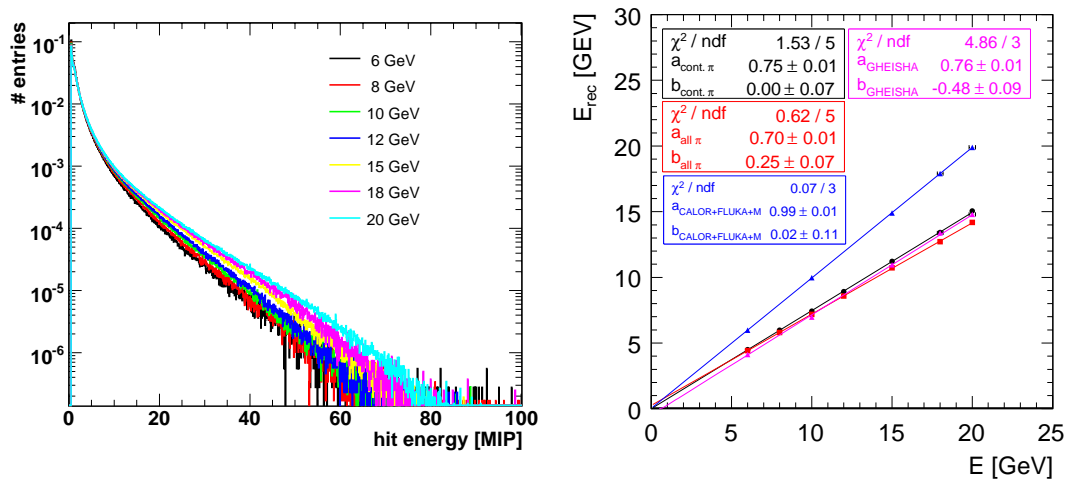 # entries
10⁻¹
10⁻²
10⁻³
10⁻⁴
10⁻⁵
10⁻⁶
6 GeV
8 GeV
10 GeV
12 GeV
15 GeV
18 GeV
20 GeV
0 20 40 60 80 100
hit energy [MIP]
E_rec [GEV]
30
25
20
15
10
5
0
χ² / ndf 1.53 / 5
a_cont. π 0.75 ± 0.01
b_cont. π 0.00 ± 0.07
χ² / ndf 4.86 / 3
a_GHEISHA 0.76 ± 0.01
b_GHEISHA -0.48 ± 0.09
χ² / ndf 0.62 / 5
a_all π 0.70 ± 0.01
b_all π 0.25 ± 0.07
χ² / ndf 0.07 / 3
a_CALOR+FLUKA+M 0.99 ± 0.01
b_CALOR+FLUKA+M 0.02 ± 0.11
0 5 10 15 20 25
E [GeV]